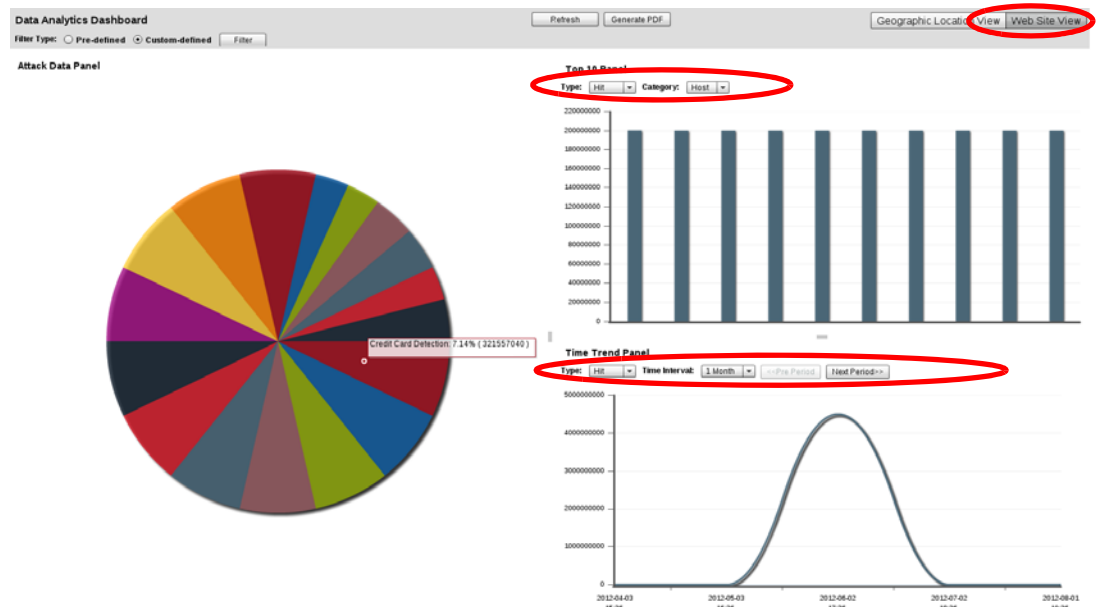 Data Analytics Dashboard
Refresh
Generate PDF
Geographic Location View
Web Site View
Filter Type:
Pre-defined
Custom-defined
Filter
Attack Data Panel
Credit Card Detection: 7.14% ( 321557040 )
Top 10 Panel
Type: Hit Category: Host
220000000
200000000
180000000
160000000
140000000
120000000
100000000
80000000
60000000
40000000
20000000
0
Time Trend Panel
Type: Hit Time Interval: 1 Month <<Pre Period Next Period>>
5000000000
4000000000
3000000000
2000000000
1000000000
0
2012-04-03
2012-05-03
2012-06-02
2012-07-02
2012-08-01